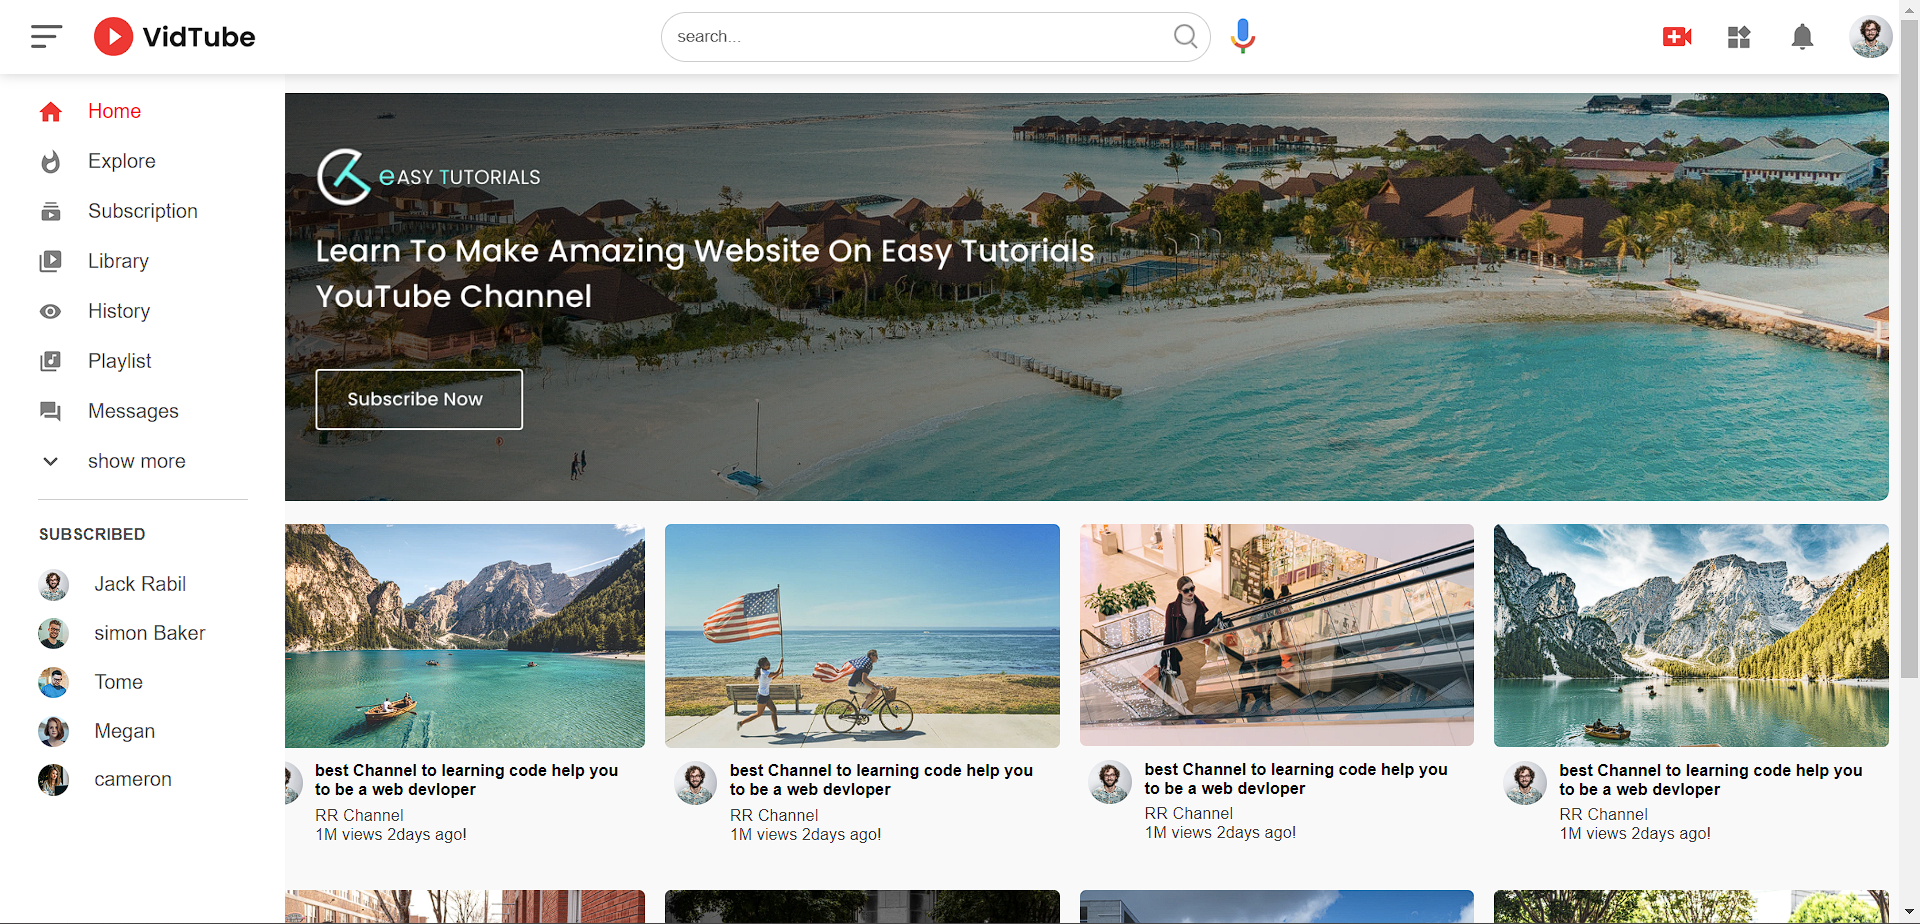 VidTube
search...
Home
Explore
Subscription
Library
History
Playlist
Messages
show more
SUBSCRIBED
Jack Rabil
simon Baker
Tome
Megan
cameron
eASY TUTORIALS
Learn To Make Amazing Website On Easy Tutorials
YouTube Channel
Subscribe Now
best Channel to learning code help you
to be a web devloper
RR Channel
1M views 2days ago!
best Channel to learning code help you
to be a web devloper
RR Channel
1M views 2days ago!
best Channel to learning code help you
to be a web devloper
RR Channel
1M views 2days ago!
best Channel to learning code help you
to be a web devloper
RR Channel
1M views 2days ago!